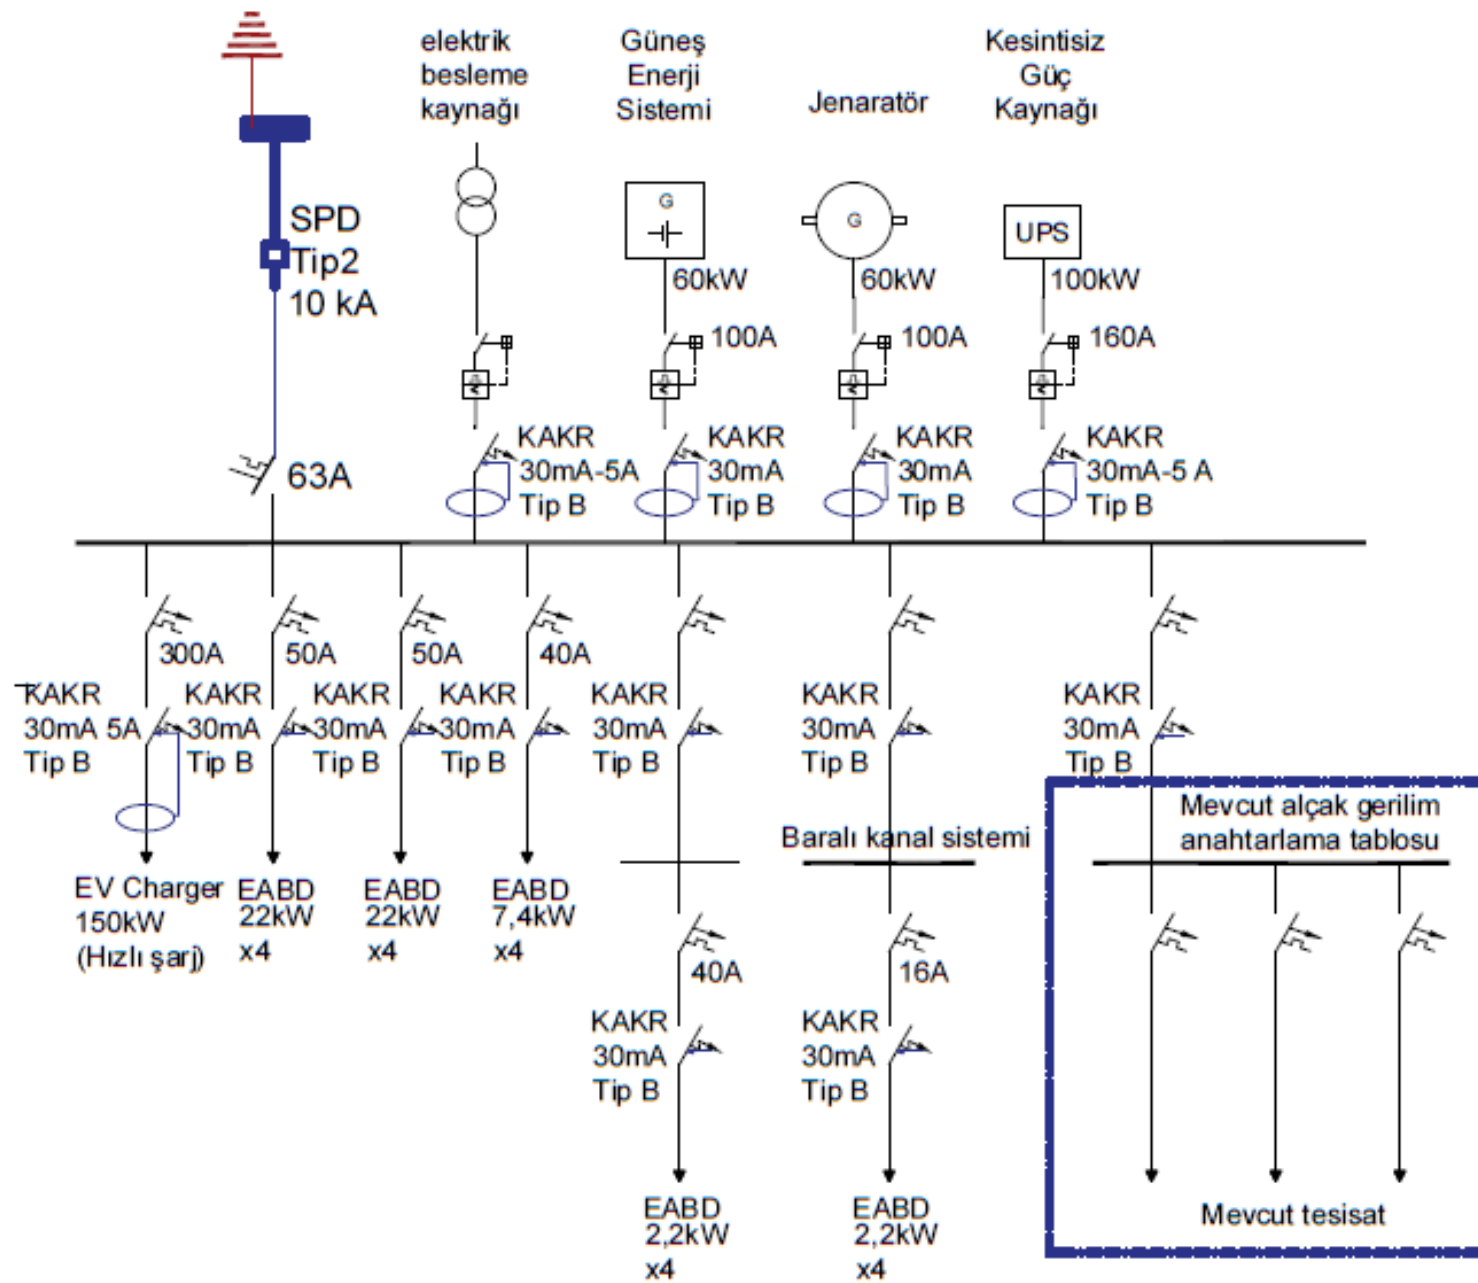 elektrik
besleme
kaynağı
Güneş
Enerji
Sistemi
Jenaratör
Kesintisiz
Güç
Kaynağı
SPD
Tip2
10 kA
G
60kW
G
60kW
UPS
100kW
100A
100A
160A
63A
KAKR
30mA-5A
Tip B
KAKR
30mA
Tip B
KAKR
30mA
Tip B
KAKR
30mA-5 A
Tip B
300A
50A
50A
40A
KAKR
30mA 5A
Tip B
KAKR
30mA
Tip B
KAKR
30mA
Tip B
KAKR
30mA
Tip B
KAKR
30mA
Tip B
KAKR
30mA
Tip B
KAKR
30mA
Tip B
EV Charger
150kW
(Hızlı şarj)
EABD
22kW
x4
EABD
22kW
x4
EABD
7,4kW
x4
Baralı kanal sistemi
Mevcut alçak gerilim
anahtarlama tablosu
40A
16A
KAKR
30mA
Tip B
KAKR
30mA
Tip B
EABD
2,2kW
x4
EABD
2,2kW
x4
Mevcut tesisat